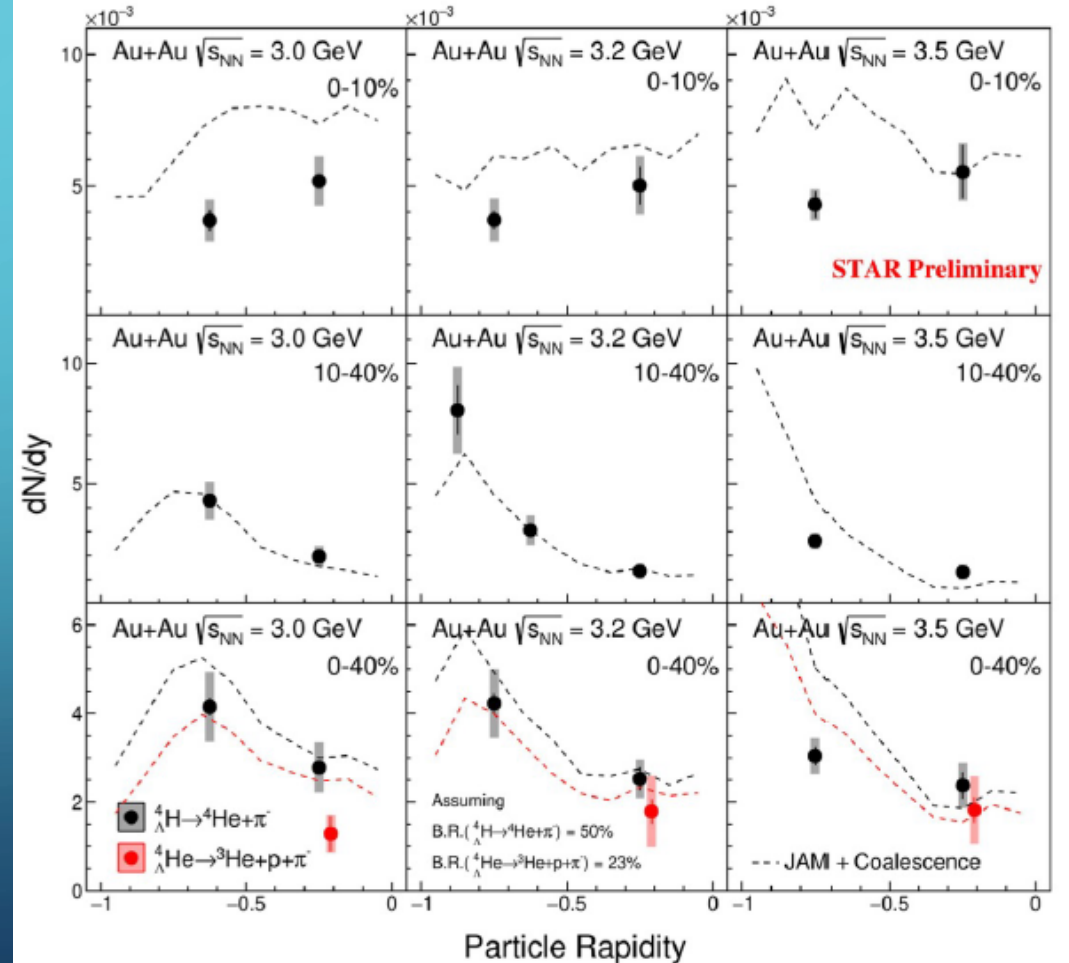 ×10⁻³ ×10⁻³ ×10⁻³
10
Au+Au √sNN = 3.0 GeV
0-10%
Au+Au √sNN = 3.2 GeV
0-10%
Au+Au √sNN = 3.5 GeV
0-10%
5
STAR Preliminary
10
Au+Au √sNN = 3.0 GeV
10-40%
Au+Au √sNN = 3.2 GeV
10-40%
Au+Au √sNN = 3.5 GeV
10-40%
5
dN/dy
6
Au+Au √sNN = 3.0 GeV
0-40%
Au+Au √sNN = 3.2 GeV
0-40%
Au+Au √sNN = 3.5 GeV
0-40%
4
2
0
⁴ΛH→⁴He+π⁻
⁴ΛHe→³He+p+π⁻
Assuming
B.R.(⁴ΛH→⁴He+π⁻) = 50%
B.R.(⁴ΛHe→³He+p+π⁻) = 23%
JAMI + Coalescence
−1 −0.5 0 −1 −0.5 0 −1 −0.5 0
Particle Rapidity